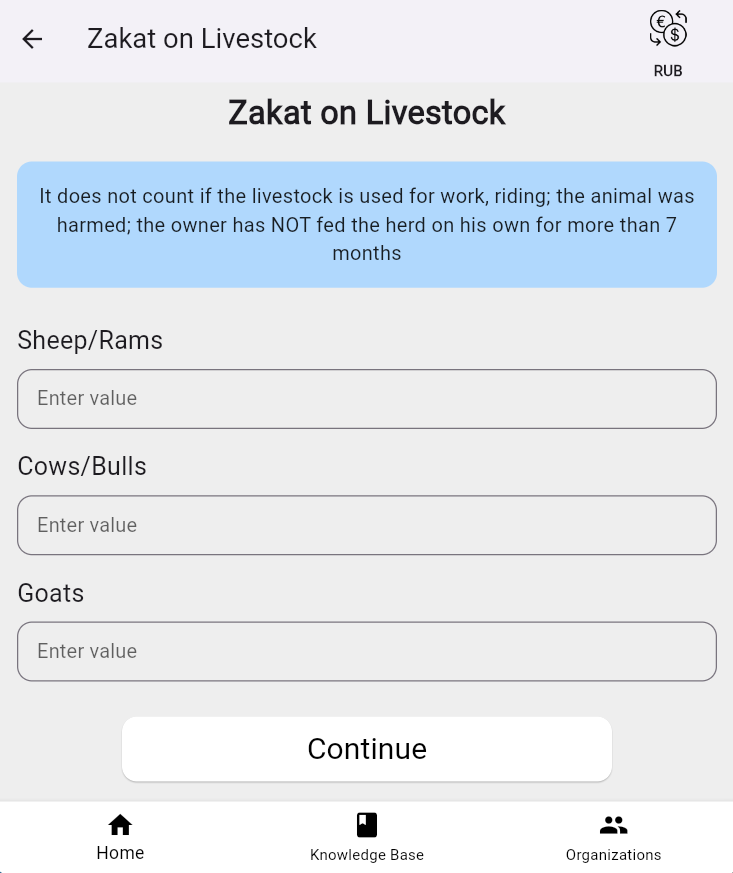 Zakat on Livestock
€
$
RUB
Zakat on Livestock
It does not count if the livestock is used for work, riding; the animal was
harmed; the owner has NOT fed the herd on his own for more than 7
months
Sheep/Rams
Enter value
Cows/Bulls
Enter value
Goats
Enter value
Continue
Home
Knowledge Base
Organizations